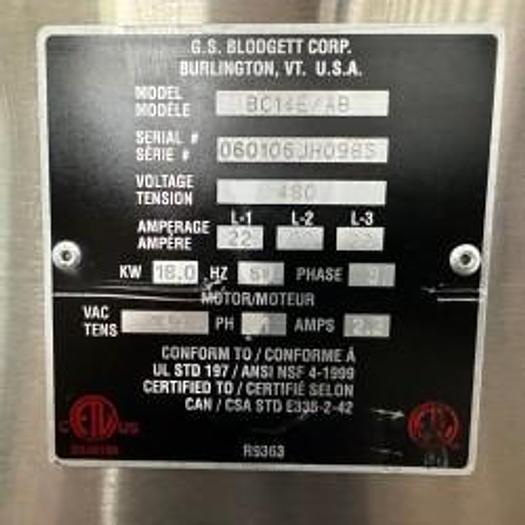 G.S. BLODGETT CORP.
BURLINGTON, VT. U.S.A.
MODEL
MODÈLE BC14E/AB
SERIAL #
SÉRIE # 060106JH098S
VOLTAGE
TENSION 480
L-1 L-2 L-3
AMPERAGE
AMPÈRE 22
KW 18.0 HZ PHASE
MOTOR/MOTEUR
VAC
TENS PH AMPS
CONFORM TO / CONFORME À
UL STD 197 / ANSI NSF 4-1999
CERTIFIED TO / CERTIFIÉ SELON
CAN / CSA STD E335-2-42
C ETL US
R9363